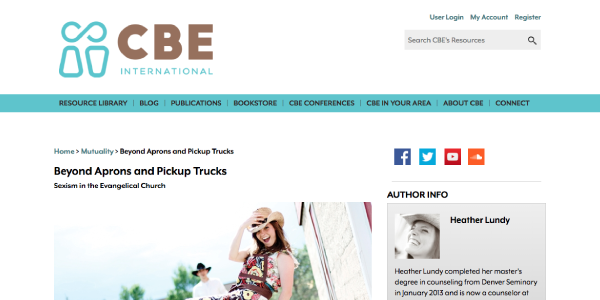 User Login My Account Register
CBE
INTERNATIONAL
Search CBE's Resources
RESOURCE LIBRARY | BLOG | PUBLICATIONS | BOOKSTORE | CBE CONFERENCES | CBE IN YOUR AREA | ABOUT CBE | CONNECT
Home > Mutuality > Beyond Aprons and Pickup Trucks
Beyond Aprons and Pickup Trucks
Sexism in the Evangelical Church
AUTHOR INFO
Heather Lundy
Heather Lundy completed her master's
degree in counseling from Denver Seminary
in January 2013 and is now a counselor at